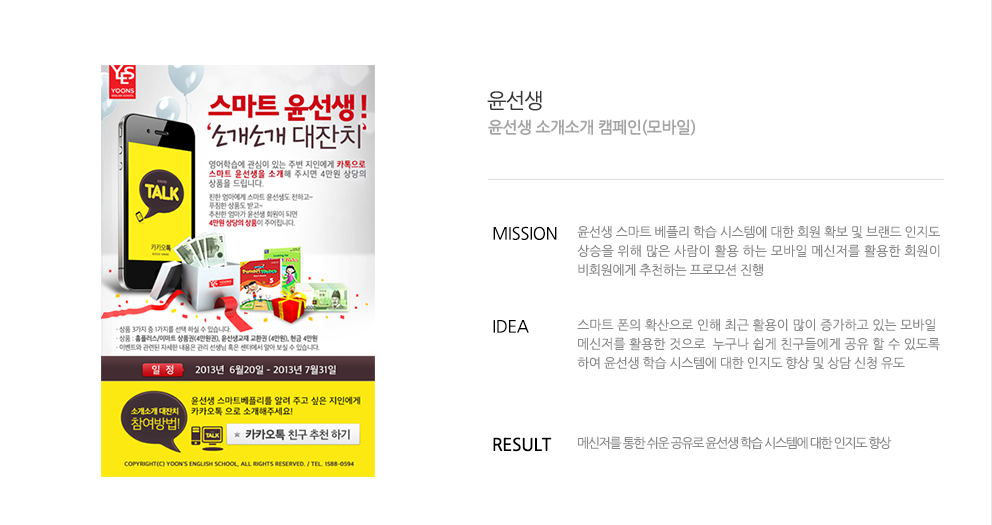 YES
YOONS
ENGLISH SCHOOL
스마트 윤선생!
'소개소개 대잔치'
영어학습에 관심이 있는 주변 지인에게 카톡으로
스마트 윤선생을 소개해 주시면 4만원 상당의
상품을 드립니다.
친한 엄마에게 스마트 윤선생도 전하고~
푸짐한 상품도 받고~
추천한 엄마가 윤선생 회원이 되면
4만원 상당의 상품이 주어집니다.
TALK
카카오톡
YOONS
· 상품 3가지 중 1가지를 선택 하실 수 있습니다.
· 상품 : 홈플러스/이마트 상품권(4만원권), 윤선생교재 교환권 (4만원), 현금 4만원
· 이벤트와 관련된 자세한 내용은 관리 선생님 혹은 센터에서 알아 보실 수 있습니다.
일 정 2013년 6월20일 - 2013년 7월31일
소개소개 대잔치
참여방법!
윤선생 스마트베플리를 알려 주고 싶은 지인에게
카카오톡 으로 소개해주세요!
TALK
* 카카오톡 친구 추천 하기
COPYRIGHT(C) YOON'S ENGLISH SCHOOL, ALL RIGHTS RESERVED. / TEL. 1588-0594
윤선생
윤선생 소개소개 캠페인(모바일)
MISSION
윤선생 스마트 베플리 학습 시스템에 대한 회원 확보 및 브랜드 인지도
상승을 위해 많은 사람이 활용 하는 모바일 메신저를 활용한 회원이
비회원에게 추천하는 프로모션 진행
IDEA
스마트 폰의 확산으로 인해 최근 활용이 많이 증가하고 있는 모바일
메신저를 활용한 것으로 누구나 쉽게 친구들에게 공유 할 수 있도록
하여 윤선생 학습 시스템에 대한 인지도 향상 및 상담 신청 유도
RESULT
메신저를 통한 쉬운 공유로 윤선생 학습 시스템에 대한 인지도 향상